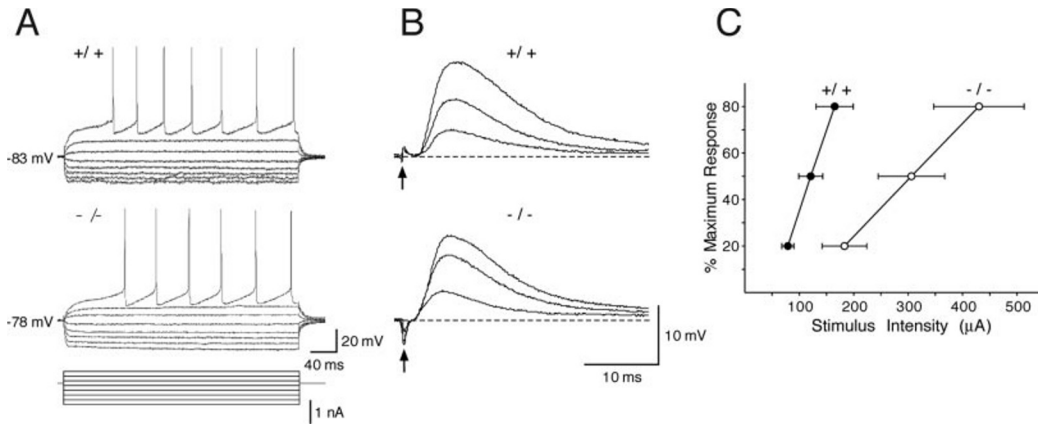 A
+/ +
-83 mV
- /-
-78 mV
20 mV
40 ms
1 nA
B
+/ +
- / -
10 mV
10 ms
C
+/ +
- / -
% Maximum Response
80
60
40
20
100
200
300
400
500
Stimulus Intensity (µA)